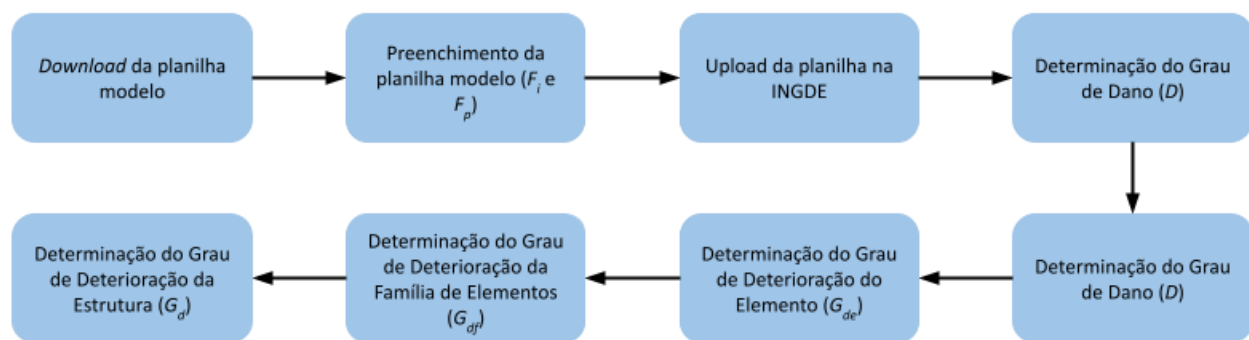 Download da planilha
modelo
Preenchimento da
planilha modelo (Fi e
Fp)
Upload da planilha na
INGDE
Determinação do Grau
de Dano (D)
Determinação do Grau
de Dano (D)
Determinação do Grau
de Deterioração do
Elemento (Gde)
Determinação do Grau
de Deterioração da
Família de Elementos
(Gdf)
Determinação do Grau
de Deterioração da
Estrutura (Gd)